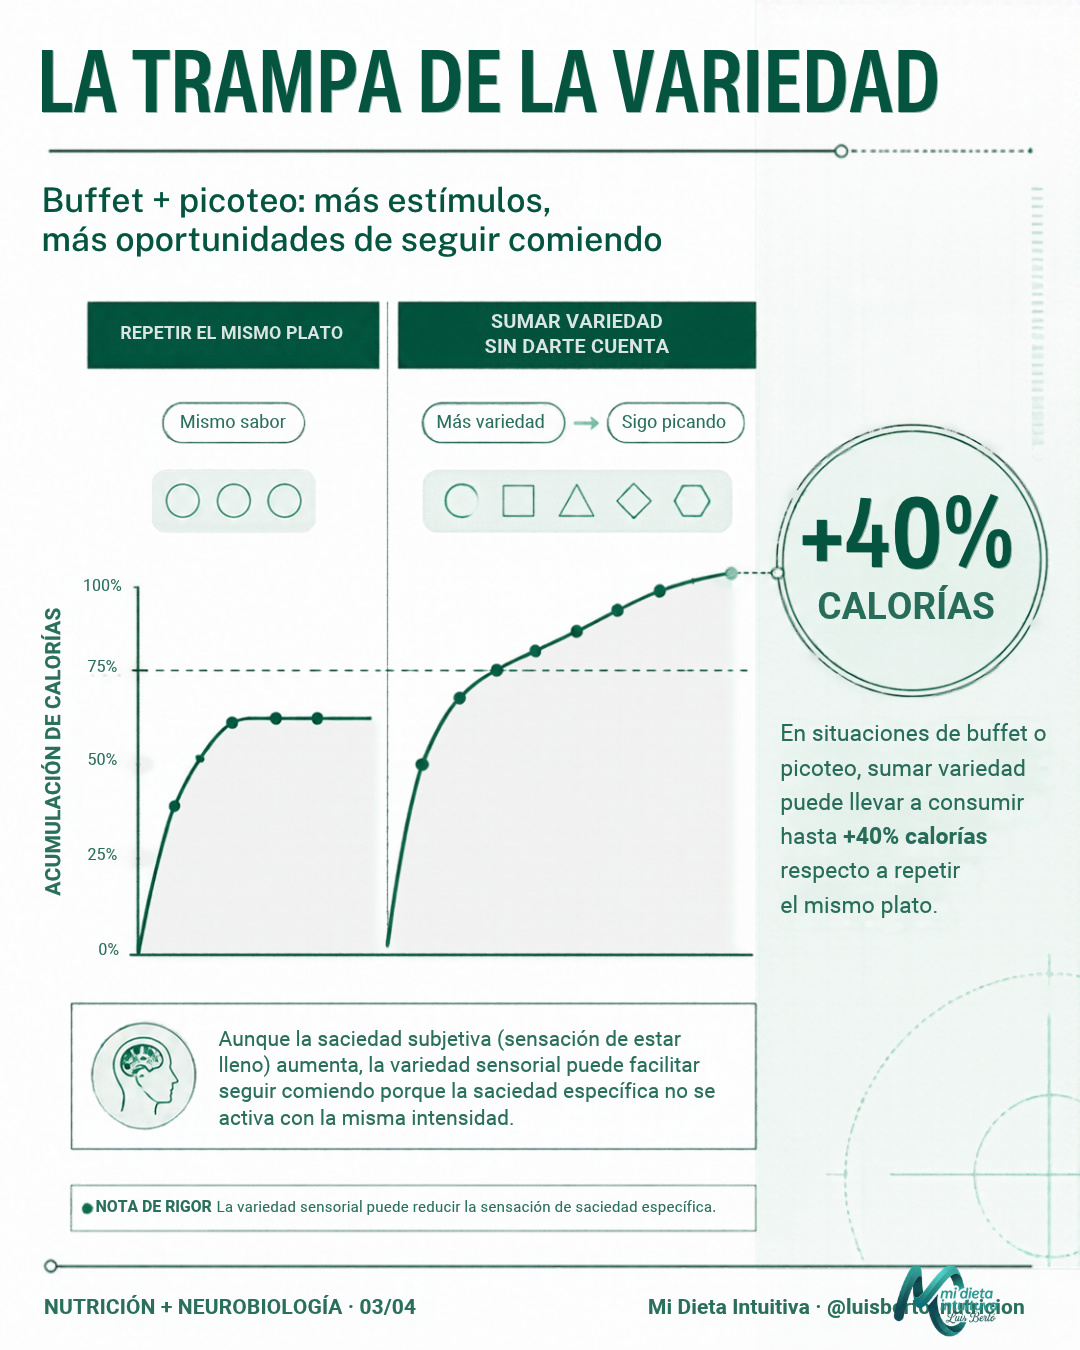 LA TRAMPA DE LA VARIEDAD
Buffet + picoteo: más estímulos,
más oportunidades de seguir comiendo
REPETIR EL MISMO PLATO
SUMAR VARIEDAD
SIN DARTE CUENTA
Mismo sabor
Más variedad
Sigo picando
+40%
CALORÍAS
ACUMULACIÓN DE CALORÍAS
100%
75%
50%
25%
0%
En situaciones de buffet o
picoteo, sumar variedad
puede llevar a consumir
hasta +40% calorías
respecto a repetir
el mismo plato.
Aunque la saciedad subjetiva (sensación de estar
lleno) aumenta, la variedad sensorial puede facilitar
seguir comiendo porque la saciedad específica no se
activa con la misma intensidad.
NOTA DE RIGOR La variedad sensorial puede reducir la sensación de saciedad específica.
NUTRICIÓN + NEUROBIOLOGÍA · 03/04
Mi Dieta Intuitiva · @luisberto_nutricion
mi dieta
intuitiva
Luis Berto